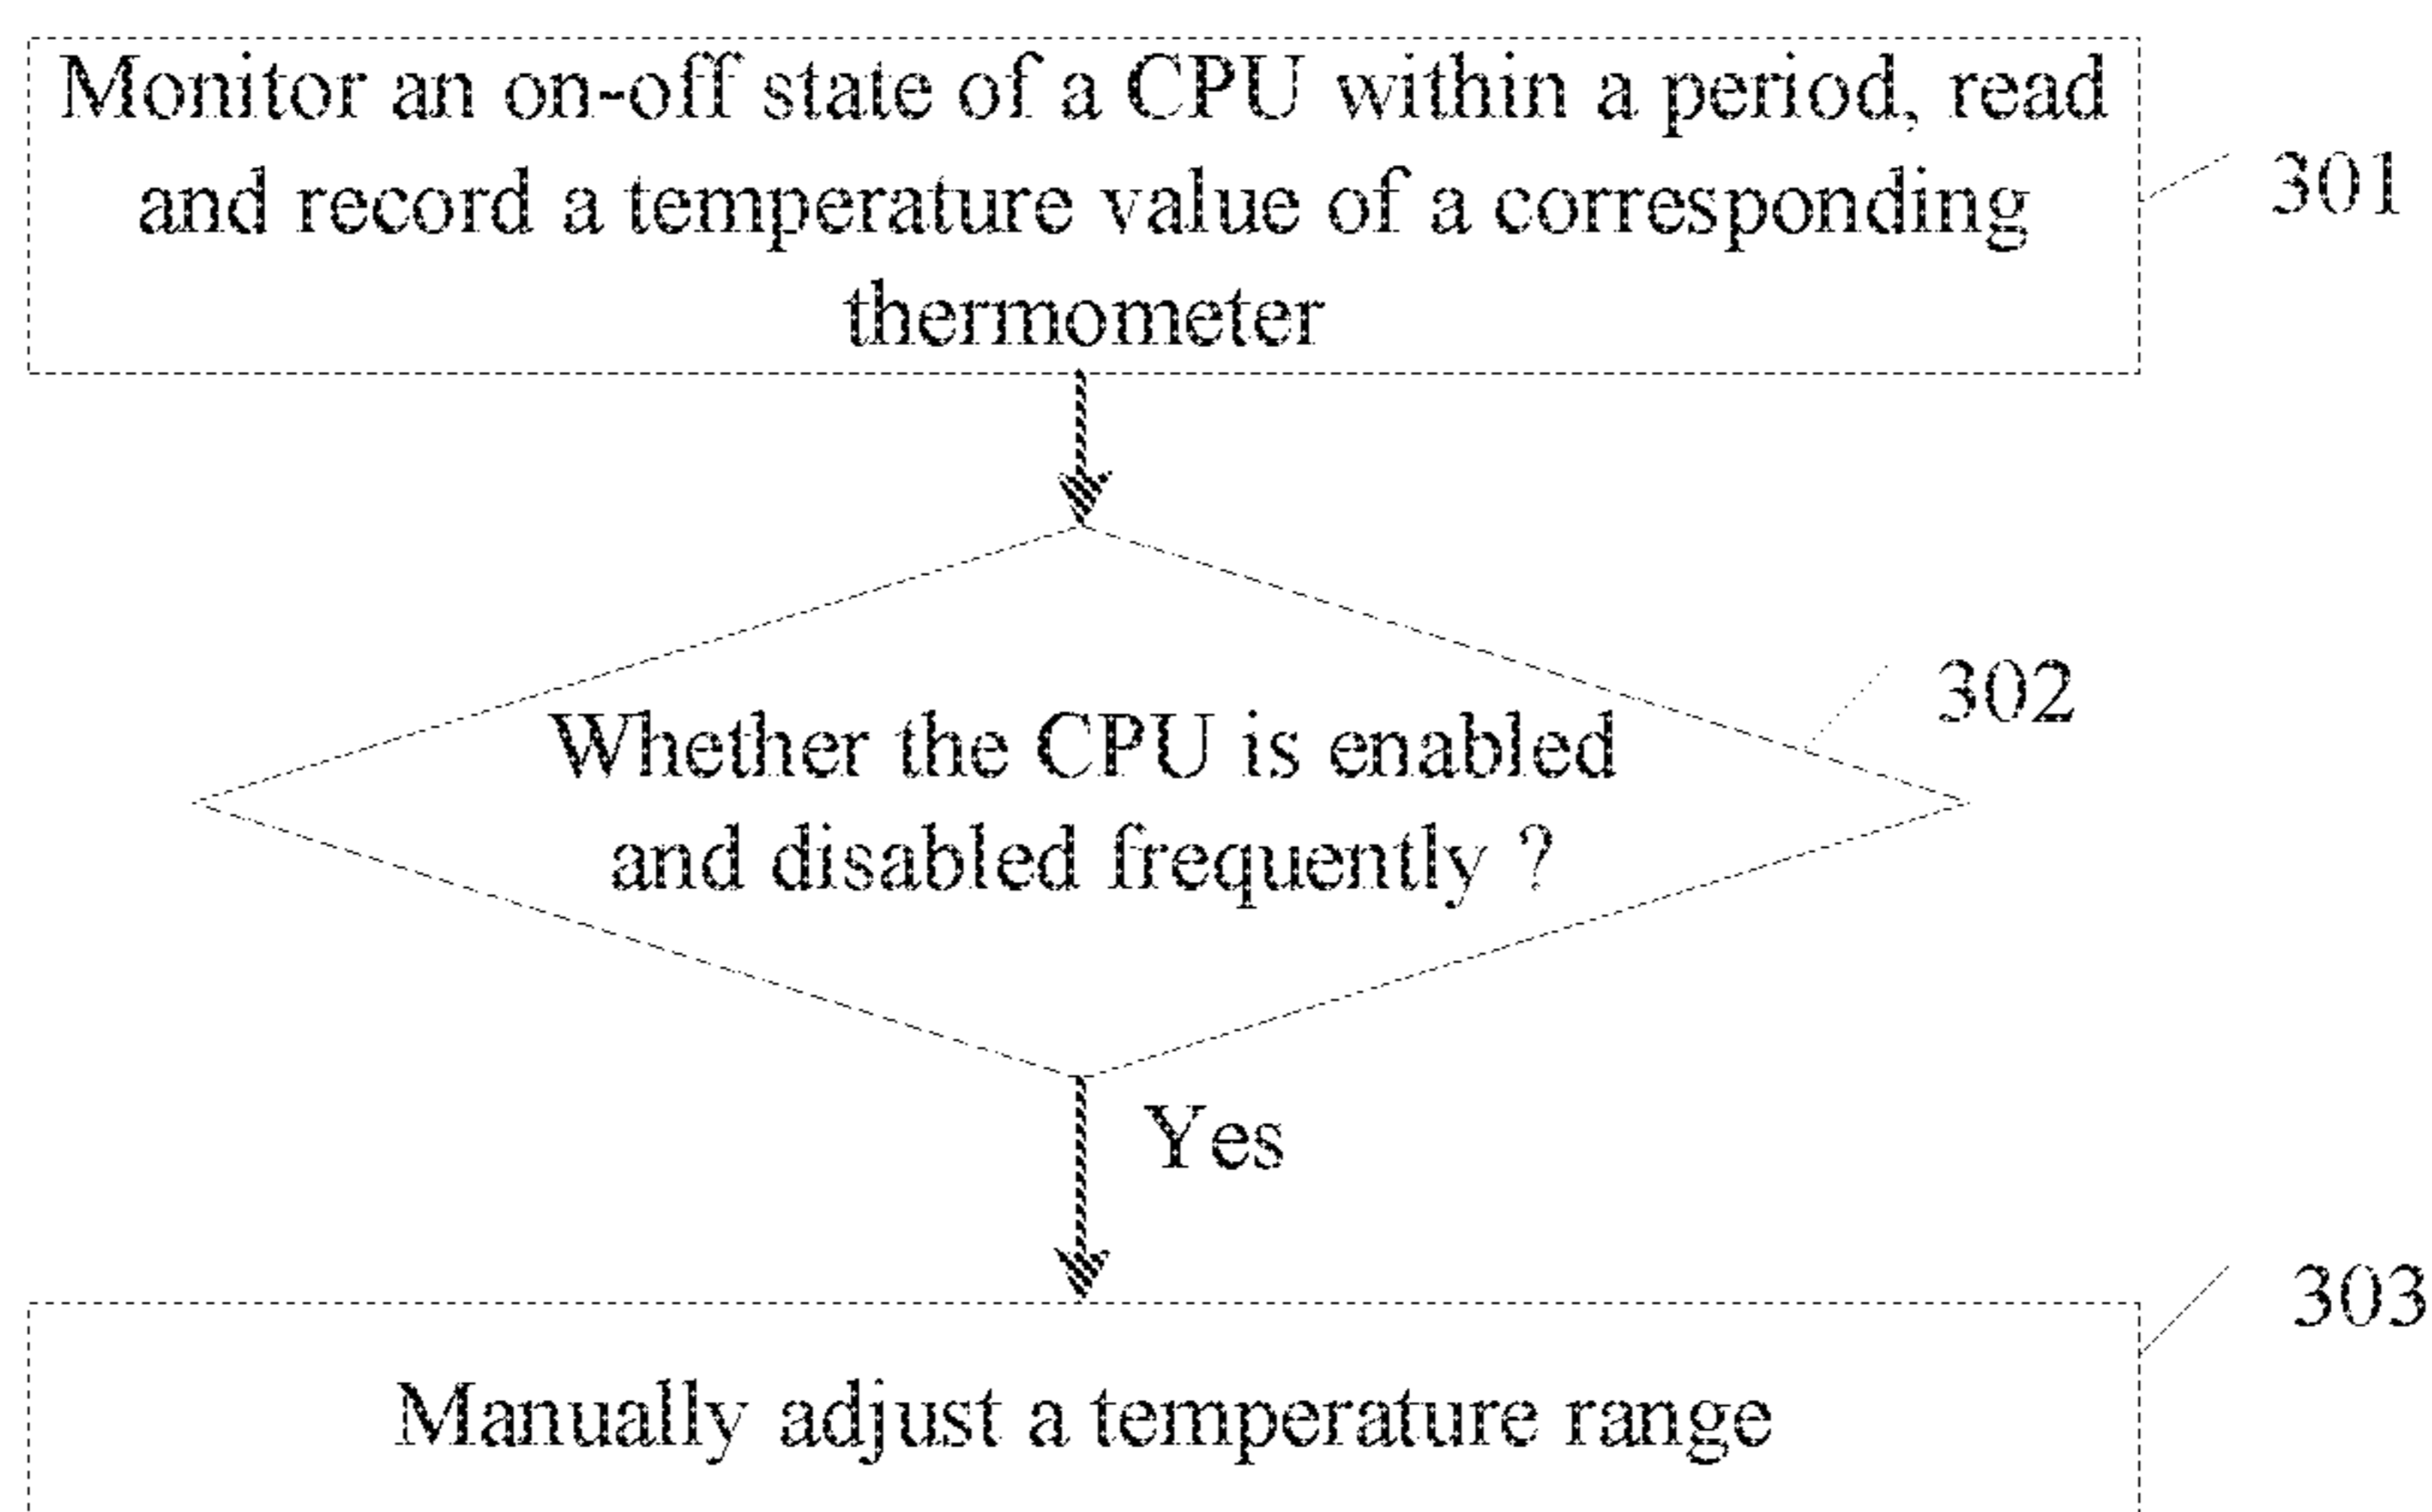 Monitor an on-off state of a CPU within a period, read
and record a temperature value of a corresponding
thermometer
301
302
Whether the CPU is enabled
and disabled frequently ?
Yes
303
Manually adjust a temperature range